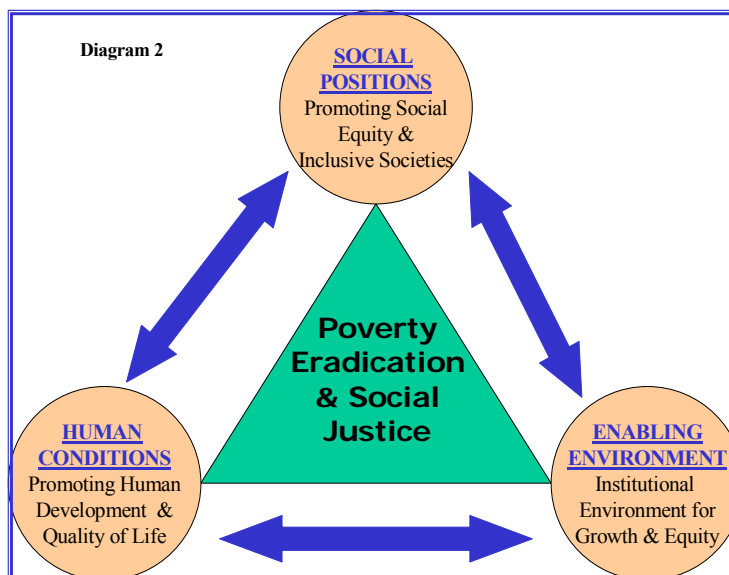 Diagram 2
SOCIAL
POSITIONS
Promoting Social
Equity &
Inclusive Societies
Poverty
Eradication
& Social
Justice
HUMAN
CONDITIONS
Promoting Human
Development &
Quality of Life
ENABLING
ENVIRONMENT
Institutional
Environment for
Growth & Equity